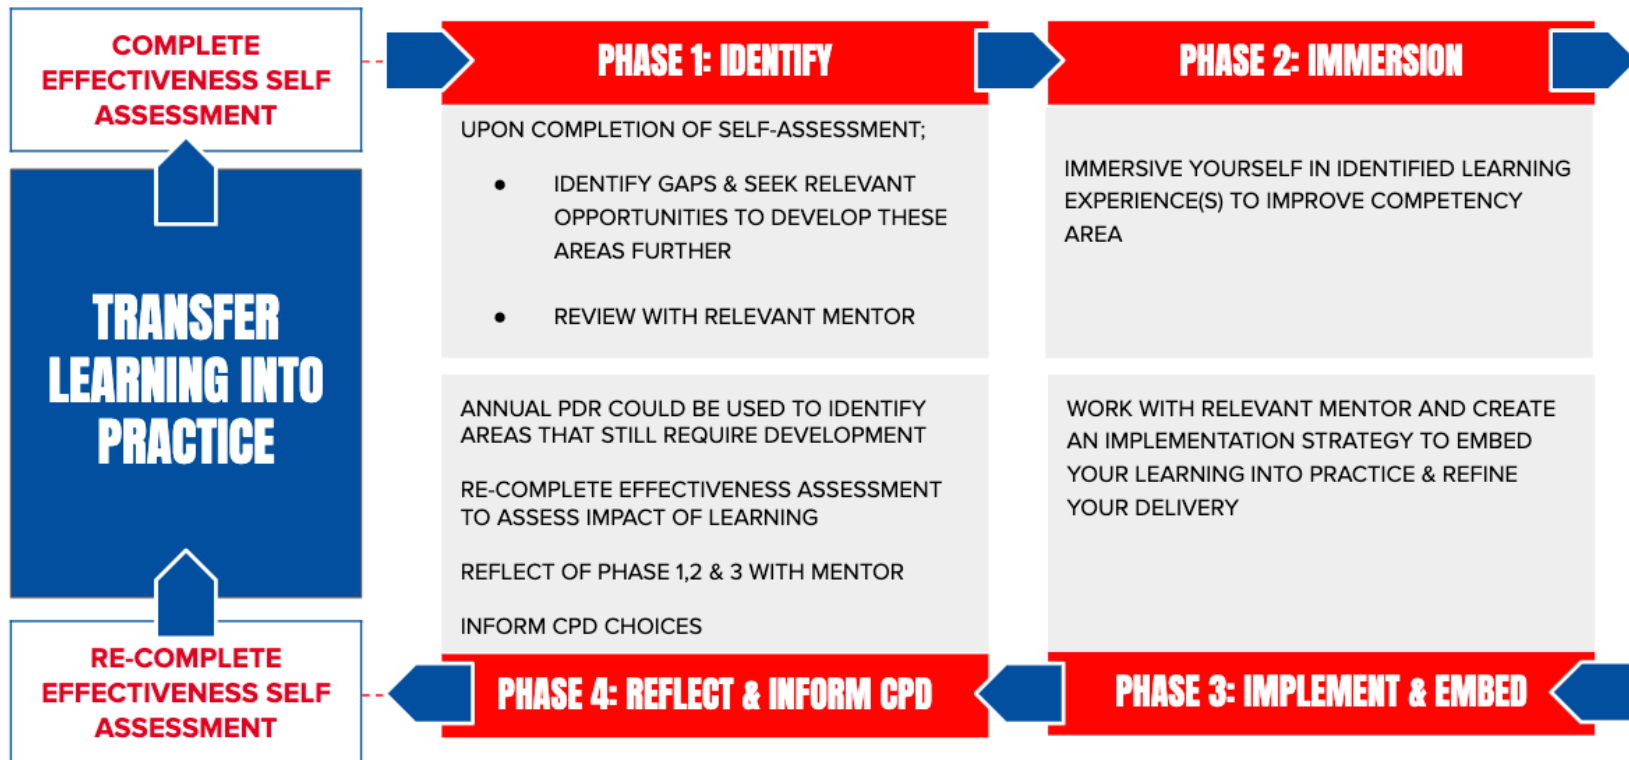 COMPLETE
EFFECTIVENESS SELF
ASSESSMENT
TRANSFER
LEARNING INTO
PRACTICE
RE-COMPLETE
EFFECTIVENESS SELF
ASSESSMENT
PHASE 1: IDENTIFY
UPON COMPLETION OF SELF-ASSESSMENT;
● IDENTIFY GAPS & SEEK RELEVANT
OPPORTUNITIES TO DEVELOP THESE
AREAS FURTHER
● REVIEW WITH RELEVANT MENTOR
PHASE 2: IMMERSION
IMMERSIVE YOURSELF IN IDENTIFIED LEARNING
EXPERIENCE(S) TO IMPROVE COMPETENCY
AREA
WORK WITH RELEVANT MENTOR AND CREATE
AN IMPLEMENTATION STRATEGY TO EMBED
YOUR LEARNING INTO PRACTICE & REFINE
YOUR DELIVERY
PHASE 3: IMPLEMENT & EMBED
ANNUAL PDR COULD BE USED TO IDENTIFY
AREAS THAT STILL REQUIRE DEVELOPMENT
RE-COMPLETE EFFECTIVENESS ASSESSMENT
TO ASSESS IMPACT OF LEARNING
REFLECT OF PHASE 1,2 & 3 WITH MENTOR
INFORM CPD CHOICES
PHASE 4: REFLECT & INFORM CPD